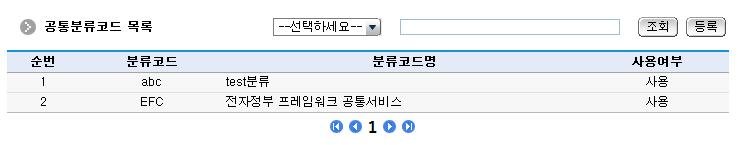 공통분류코드 목록 --선택하세요-- 조회 등록
순번 분류코드 분류코드명 사용여부
1 abc test분류 사용
2 EFC 전자정부 프레임워크 공통서비스 사용
1